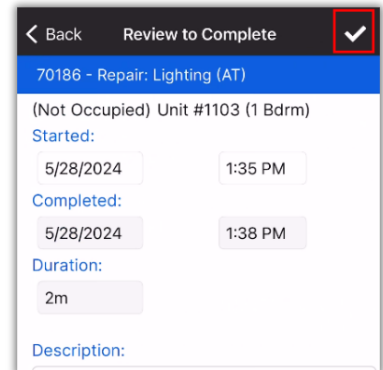 Back Review to Complete
70186 - Repair: Lighting (AT)
(Not Occupied) Unit #1103 (1 Bdrm)
Started:
5/28/2024 1:35 PM
Completed:
5/28/2024 1:38 PM
Duration:
2m
Description: